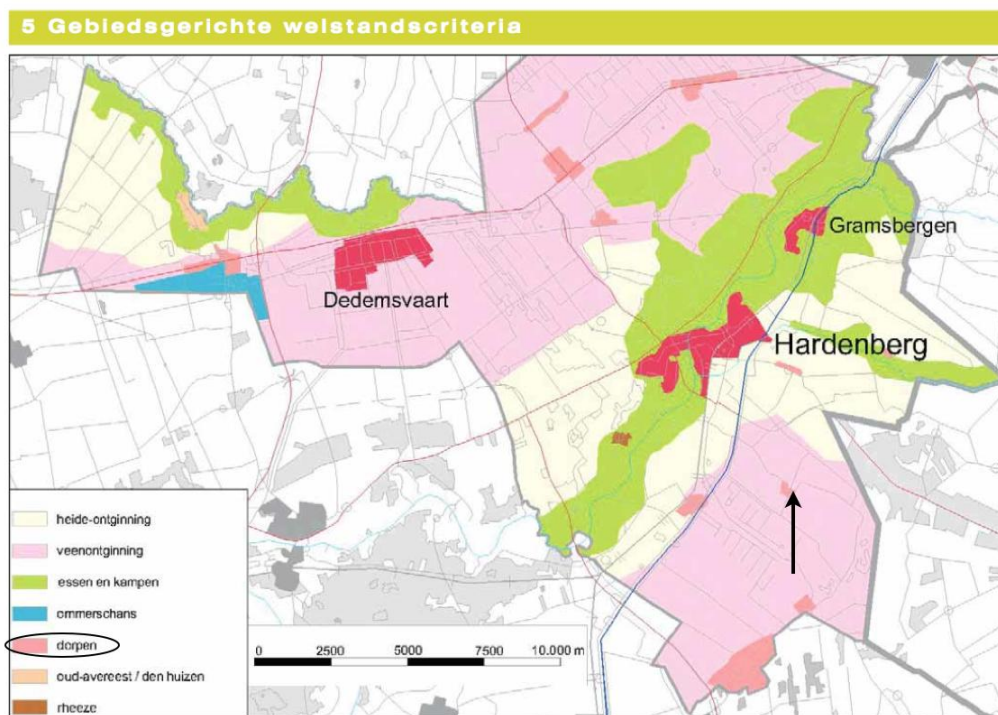 5 Gebiedsgerichte welstandscriteria
Gramsbergen
Dedemsvaart
Hardenberg
heide-ontginning
veenontginning
essen en kampen
ommerschans
dorpen
oud-avereest / den huizen
rheeze
0 2500 5000 7500 10.000 m